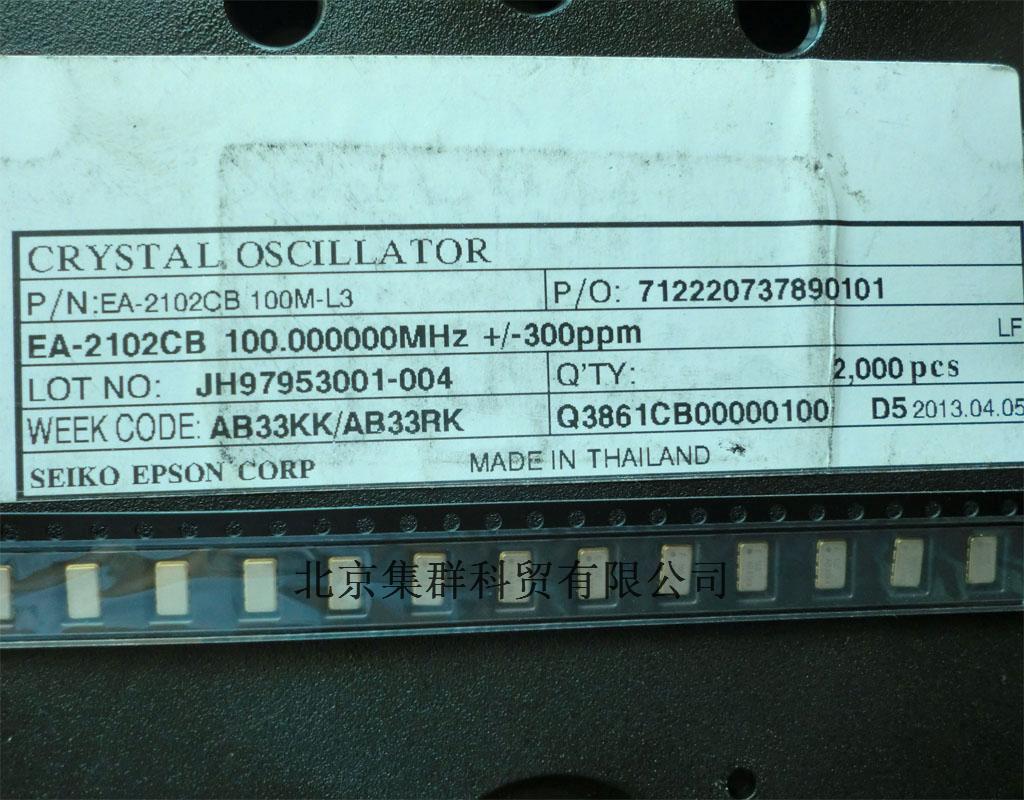 CRYSTAL OSCILLATOR
P/N:EA-2102CB 100M-L3 P/O: 712220737890101
EA-2102CB 100.000000MHz +/-300ppm LF
LOT NO: JH97953001-004 Q'TY: 2,000 pcs
WEEK CODE: AB33KK/AB33RK Q3861CB00000100 D5 2013.04.05
SEIKO EPSON CORP MADE IN THAILAND
北京集群科贸有限公司